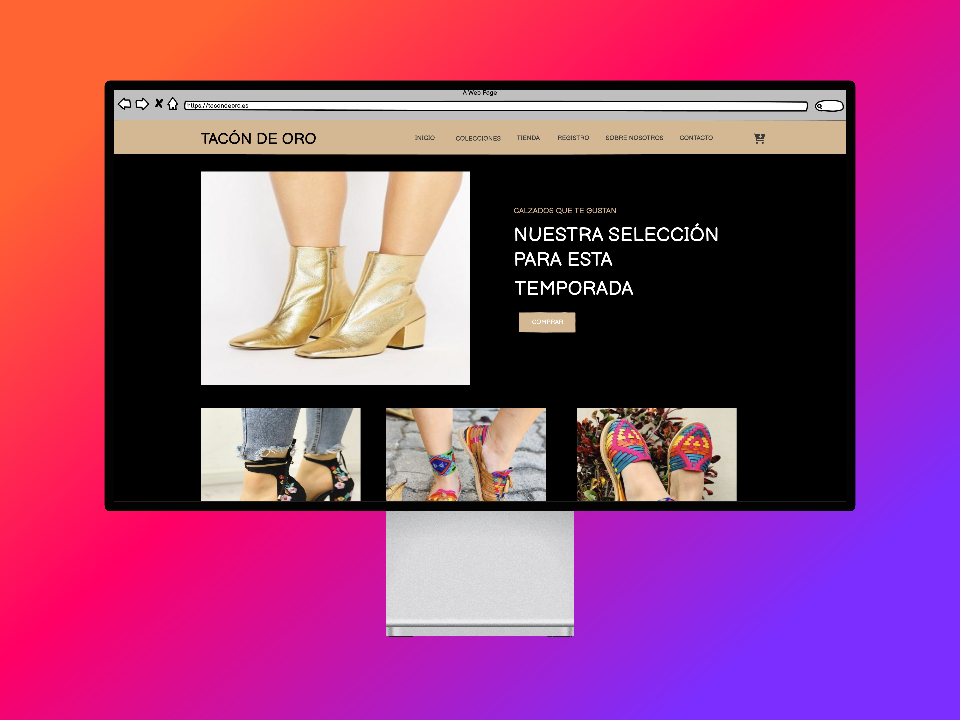 A Web Page
https://tacondeoro.es
TACÓN DE ORO
INICIO
COLECCIONES
TIENDA
REGISTRO
SOBRE NOSOTROS
CONTACTO
CALZADOS QUE TE GUSTAN
NUESTRA SELECCIÓN
PARA ESTA
TEMPORADA
COMPRAR